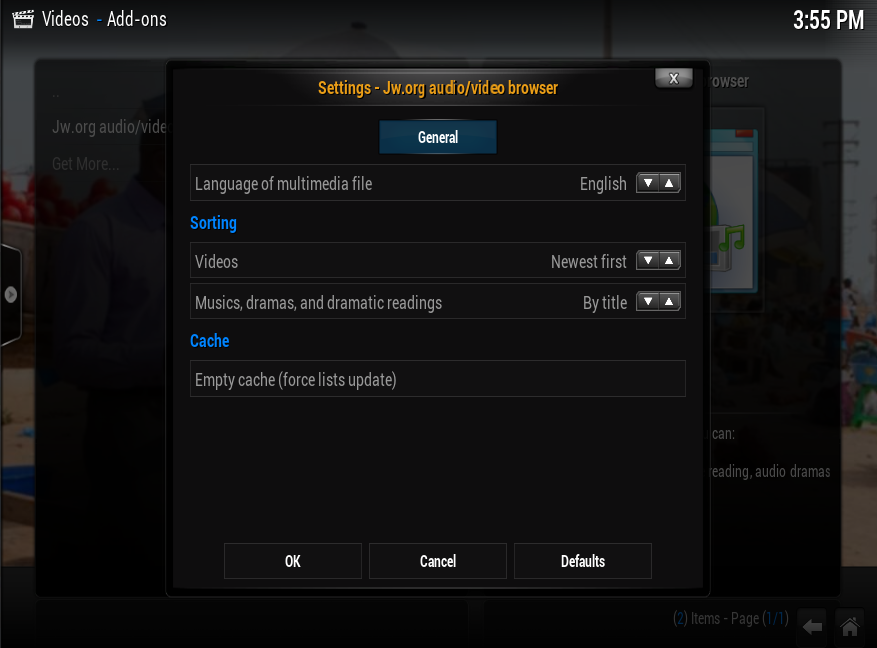 Videos - Add-ons
3:55 PM
..
Jw.org audio/vide
Get More...
rowser
Settings - Jw.org audio/video browser
X
General
Language of multimedia file English
Sorting
Videos Newest first
Musics, dramas, and dramatic readings By title
Cache
Empty cache (force lists update)
can:
reading, audio dramas
OK Cancel Defaults
(2) Items - Page (1/1)